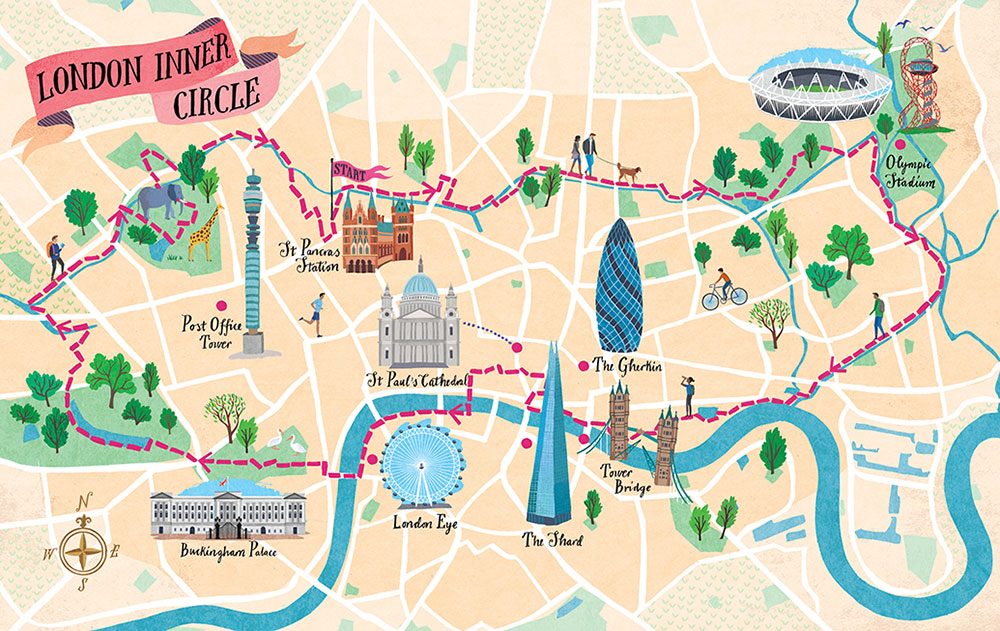 LONDON INNER
CIRCLE
START
St Pancras
Station
Olympic
Stadium
Post Office
Tower
St Paul's Cathedral
The Gherkin
Tower
Bridge
London Eye
The Shard
Buckingham Palace
N
W
E
S